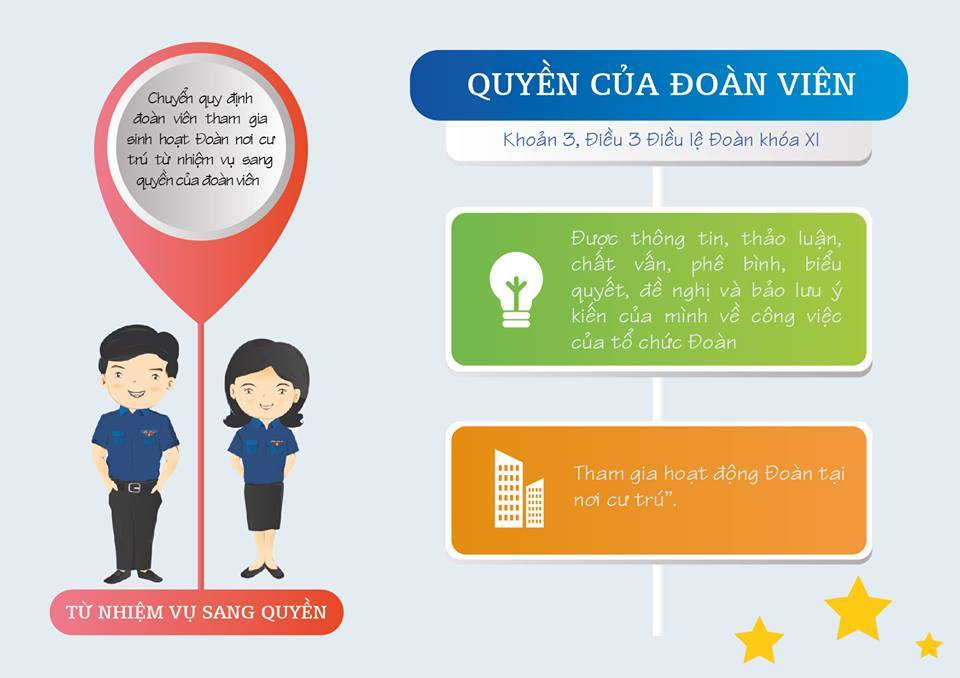 Chuyển quy định
đoàn viên tham gia
sinh hoạt Đoàn nơi cư
trú từ nhiệm vụ sang
quyền của đoàn viên
TỪ NHIỆM VỤ SANG QUYỀN
QUYỀN CỦA ĐOÀN VIÊN
Khoản 3, Điều 3 Điều lệ Đoàn khóa XI
Được thông tin, thảo luận,
chất vấn, phê bình, biểu
quyết, đề nghị và bảo lưu ý
kiến của mình về công việc
của tổ chức Đoàn
Tham gia hoạt động Đoàn tại
nơi cư trú”.